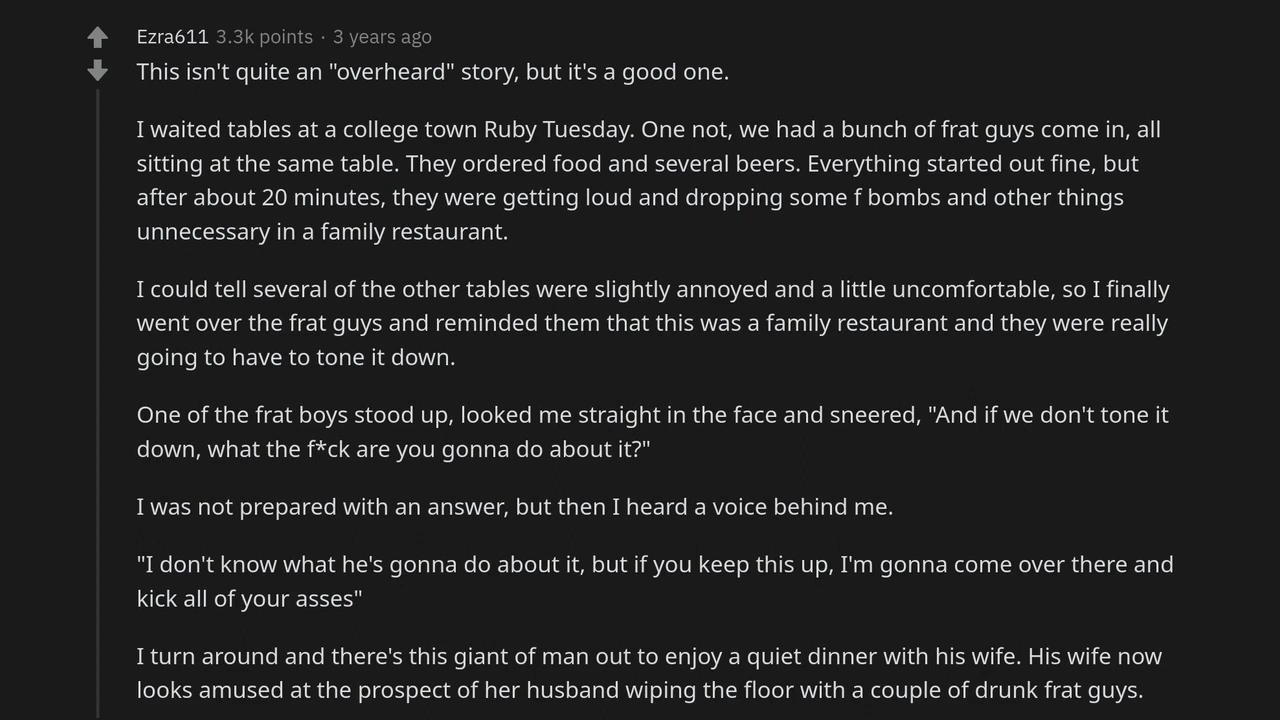 Ezra611 3.3k points · 3 years ago
This isn't quite an "overheard" story, but it's a good one.
I waited tables at a college town Ruby Tuesday. One not, we had a bunch of frat guys come in, all
sitting at the same table. They ordered food and several beers. Everything started out fine, but
after about 20 minutes, they were getting loud and dropping some f bombs and other things
unnecessary in a family restaurant.
I could tell several of the other tables were slightly annoyed and a little uncomfortable, so I finally
went over the frat guys and reminded them that this was a family restaurant and they were really
going to have to tone it down.
One of the frat boys stood up, looked me straight in the face and sneered, "And if we don't tone it
down, what the f*ck are you gonna do about it?"
I was not prepared with an answer, but then I heard a voice behind me.
"I don't know what he's gonna do about it, but if you keep this up, I'm gonna come over there and
kick all of your asses"
I turn around and there's this giant of man out to enjoy a quiet dinner with his wife. His wife now
looks amused at the prospect of her husband wiping the floor with a couple of drunk frat guys.